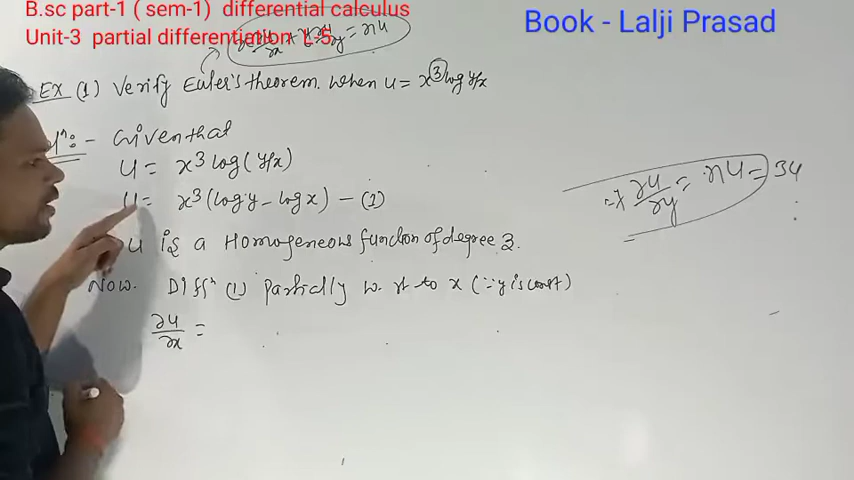 B.sc part-1 ( sem-1) differential calculus
Unit-3 partial differentiation L-5
Book - Lalji Prasad
∂u/∂x + y ∂u/∂y = nu
EX (1) Verify Euler's theorem. when u = x³ log y/x
:- Given that
u = x³ log (y/x)
u = x³ (log y - log x) - (1)
u is a Homogeneous function of degree 3.
Now. Diffⁿ (1) partially w.r to x (∵ y is const)
∂u/∂x =
∂u/∂y = nu = 3u